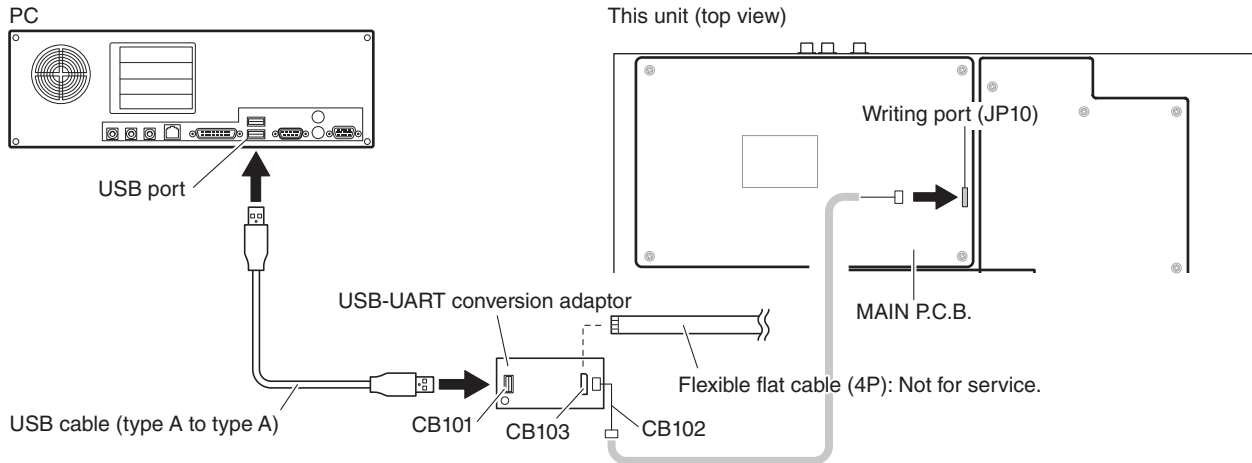 PC
This unit (top view)
Writing port (JP10)
USB port
USB-UART conversion adaptor
MAIN P.C.B.
Flexible flat cable (4P): Not for service.
USB cable (type A to type A)
CB101
CB103
CB102